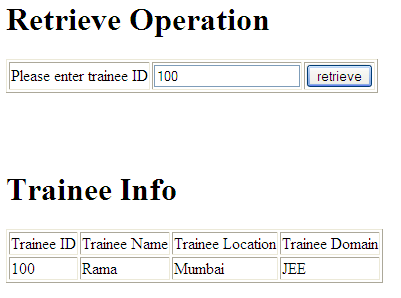 Retrieve Operation
Please enter trainee ID 100 retrieve
Trainee Info
Trainee ID Trainee Name Trainee Location Trainee Domain
100 Rama Mumbai JEE